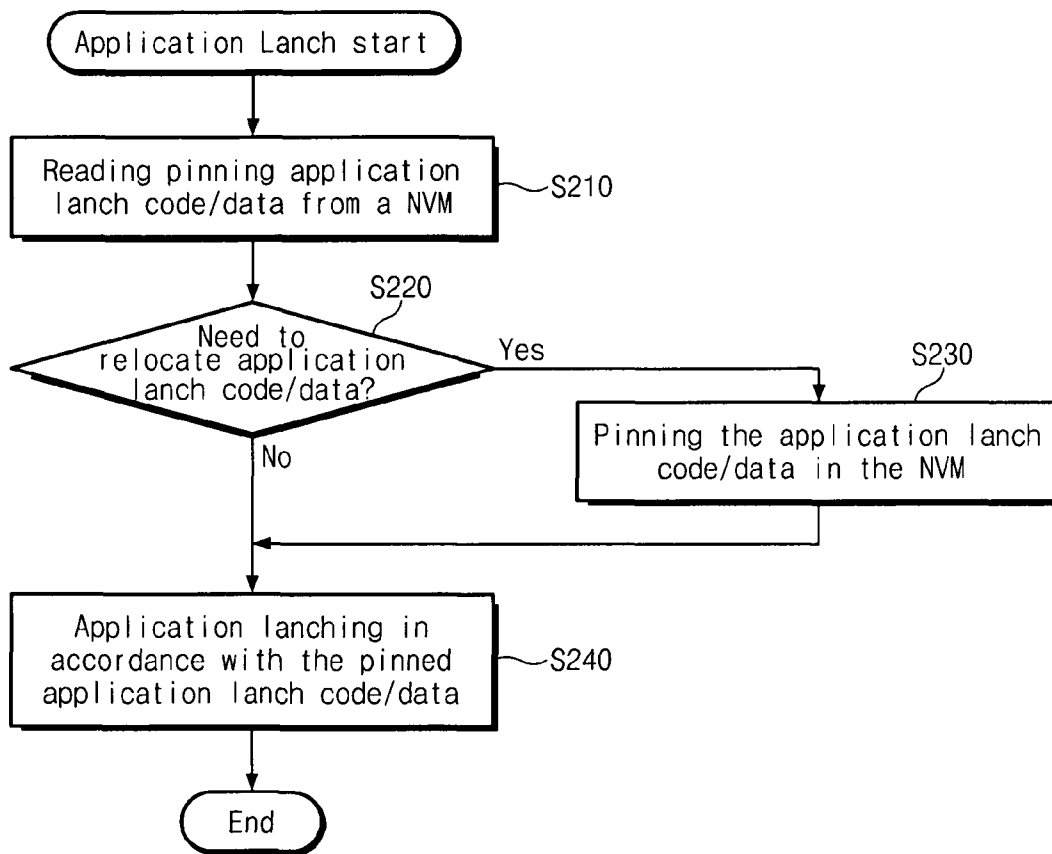 Application Lanch start
Reading pinning application
lanch code/data from a NVM
S210
S220
Need to
relocate application
lanch code/data?
Yes
No
S230
Pinning the application lanch
code/data in the NVM
Application lanching in
accordance with the pinned
application lanch code/data
S240
End